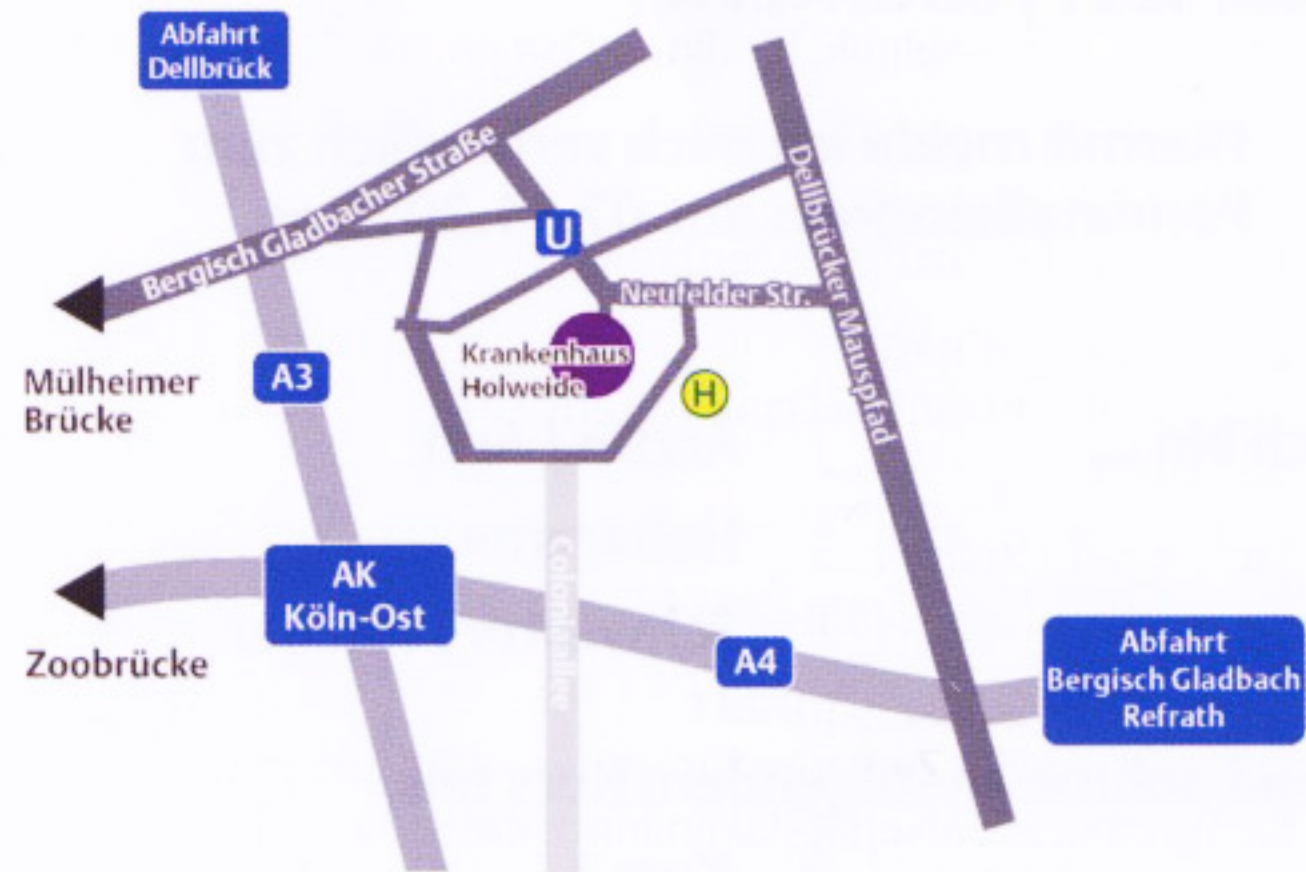 Abfahrt
Dellbrück
Bergisch Gladbacher Straße
Dellbrücker Mauspfad
U
Neufelder Str.
Mülheimer
Brücke
A3
Krankenhaus
Holweide
H
Colonialallee
AK
Köln-Ost
Zoobrücke
A4
Abfahrt
Bergisch Gladbach
Refrath